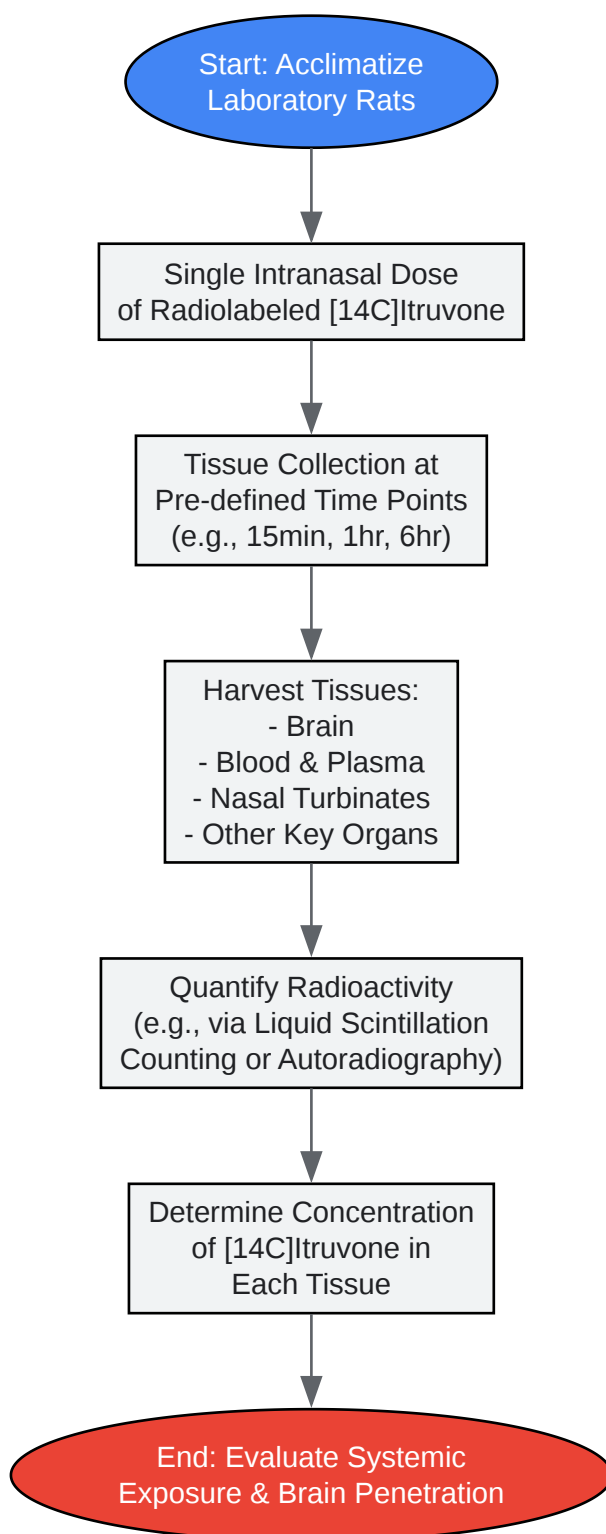 Start: Acclimatize
Laboratory Rats
Single Intranasal Dose
of Radiolabeled [14C]Itruvone
Tissue Collection at
Pre-defined Time Points
(e.g., 15min, 1hr, 6hr)
Harvest Tissues:
- Brain
- Blood & Plasma
- Nasal Turbinates
- Other Key Organs
Quantify Radioactivity
(e.g., via Liquid Scintillation
Counting or Autoradiography)
Determine Concentration
of [14C]Itruvone in
Each Tissue
End: Evaluate Systemic
Exposure & Brain Penetration